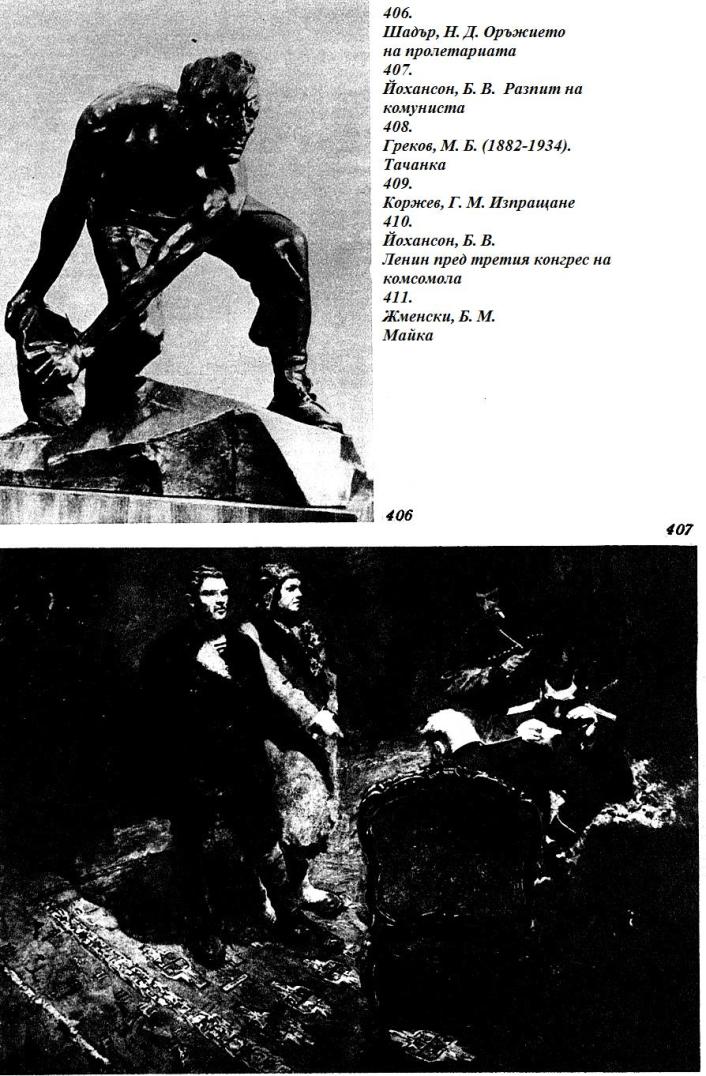 406.
Шадър, Н. Д. Оръжието
на пролетариата
407.
Йохансон, Б. В. Разпит на
комуниста
408.
Греков, М. Б. (1882-1934).
Тачанка
409.
Коржев, Г. М. Изпращане
410.
Йохансон, Б. В.
Ленин пред третия конгрес на
комсомола
411.
Жменски, Б. М.
Майка
406
407